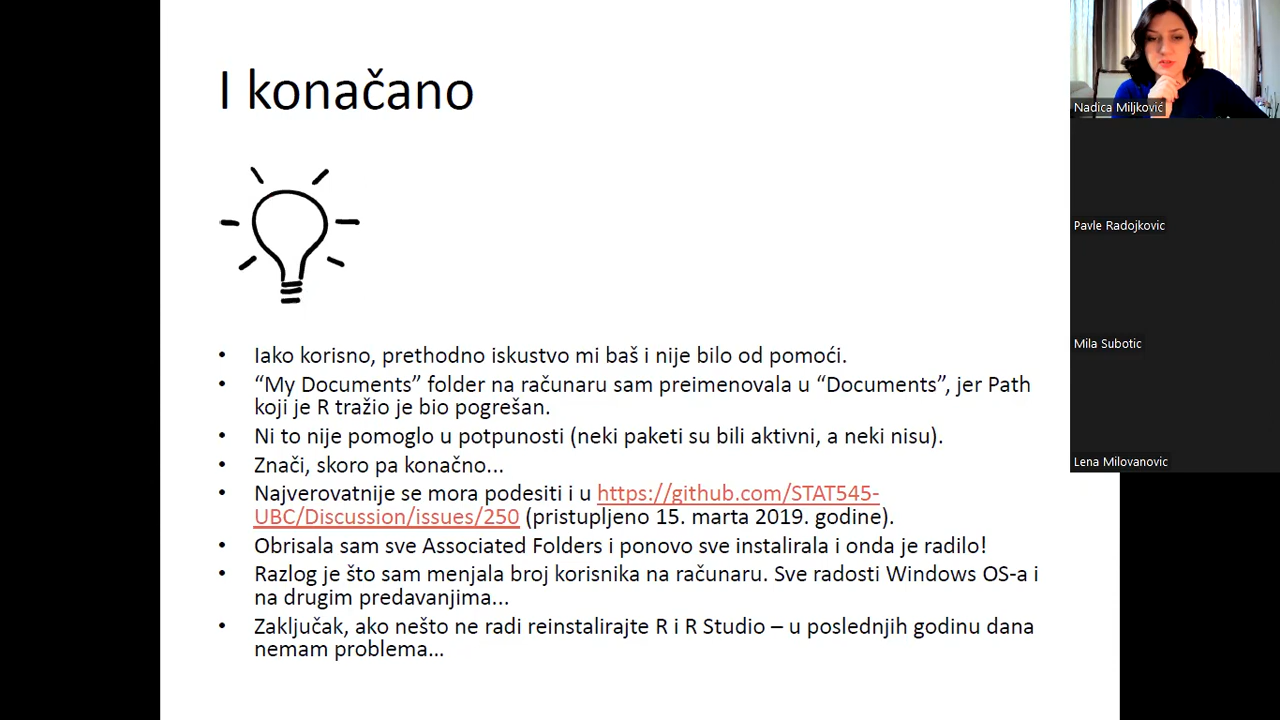 I konačano
Iako korisno, prethodno iskustvo mi baš i nije bilo od pomoći.
“My Documents” folder na računaru sam preimenovala u “Documents”, jer Path
koji je R tražio je bio pogrešan.
Ni to nije pomoglo u potpunosti (neki paketi su bili aktivni, a neki nisu).
Znači, skoro pa konačno...
Najverovatnije se mora podesiti i u https://github.com/STAT545-
UBC/Discussion/issues/250 (pristupljeno 15. marta 2019. godine).
Obrisala sam sve Associated Folders i ponovo sve instalirala i onda je radilo!
Razlog je što sam menjala broj korisnika na računaru. Sve radosti Windows OS-a i
na drugim predavanjima...
Zaključak, ako nešto ne radi reinstalirajte R i R Studio – u poslednjih godinu dana
nemam problema…
Nadica Miljković
Pavle Radojkovic
Mila Subotic
Lena Milovanovic